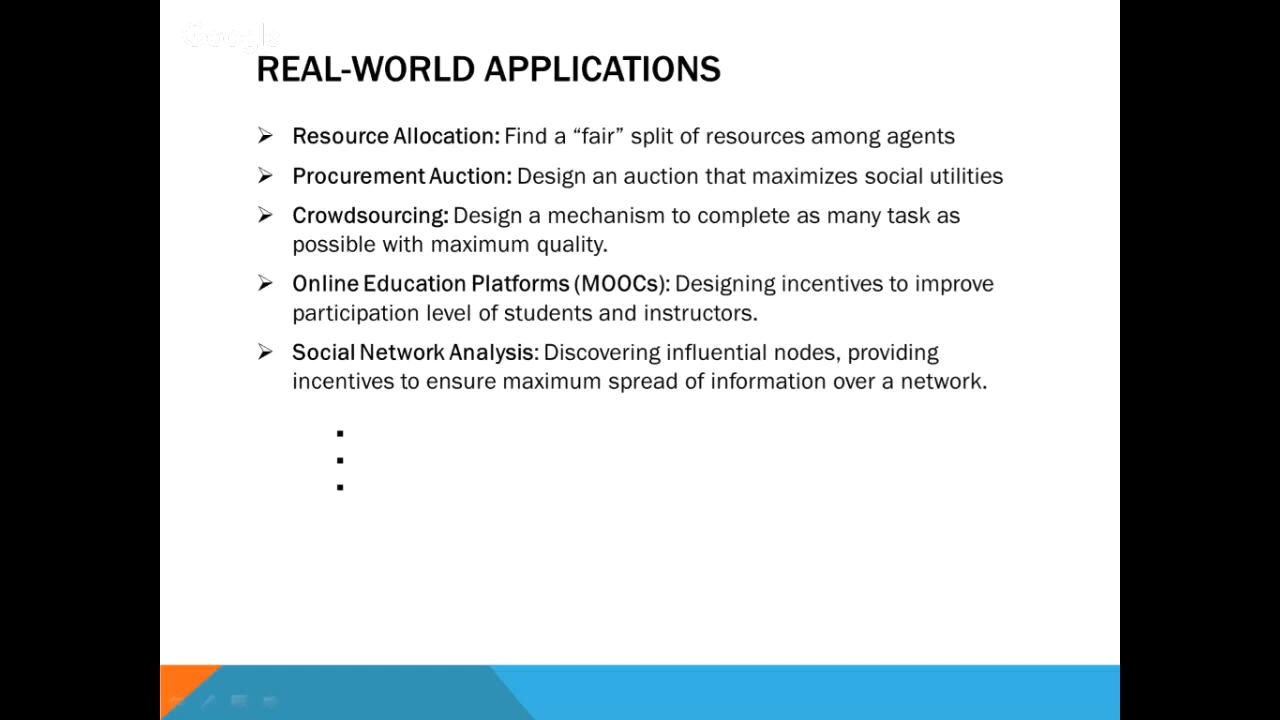 Google
REAL-WORLD APPLICATIONS
➢ Resource Allocation: Find a “fair” split of resources among agents
➢ Procurement Auction: Design an auction that maximizes social utilities
➢ Crowdsourcing: Design a mechanism to complete as many task as
possible with maximum quality.
➢ Online Education Platforms (MOOCs): Designing incentives to improve
participation level of students and instructors.
➢ Social Network Analysis: Discovering influential nodes, providing
incentives to ensure maximum spread of information over a network.
▪
▪
▪